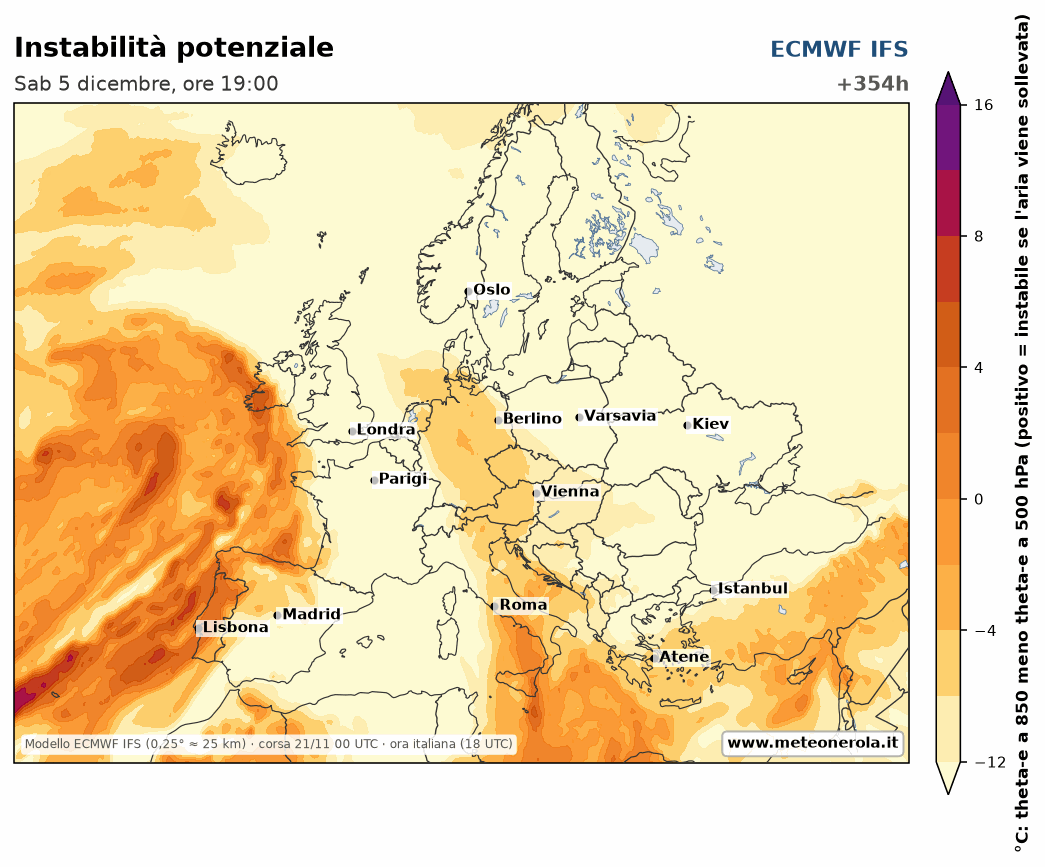 Instabilità potenziale
ECMWF IFS
Sab 5 dicembre, ore 19:00
+354h
Oslo
Berlino
Varsavia
Kiev
Londra
Parigi
Vienna
Istanbul
Roma
Madrid
Lisbona
Atene
Modello ECMWF IFS (0,25° ≈ 25 km) · corsa 21/11 00 UTC · ora italiana (18 UTC)
www.meteonerola.it
16
8
4
0
−4
−12
°C: theta-e a 850 meno theta-e a 500 hPa (positivo = instabile se l'aria viene sollevata)